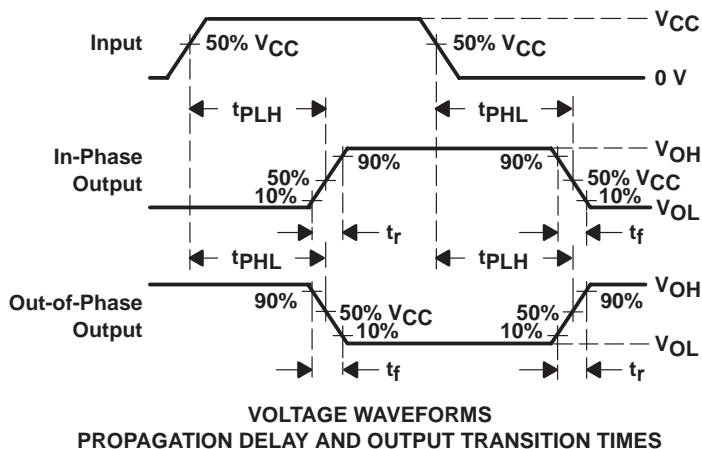 VCC
Input 50% VCC 50% VCC
0 V
tPLH tPHL
In-Phase Output
VOH
90% 90%
50% 50% VCC
10% 10%
VOL
tr tf
tPHL tPLH
Out-of-Phase Output
VOH
90% 90%
50% VCC 50%
10% 10%
VOL
tf tr
VOLTAGE WAVEFORMS
PROPAGATION DELAY AND OUTPUT TRANSITION TIMES